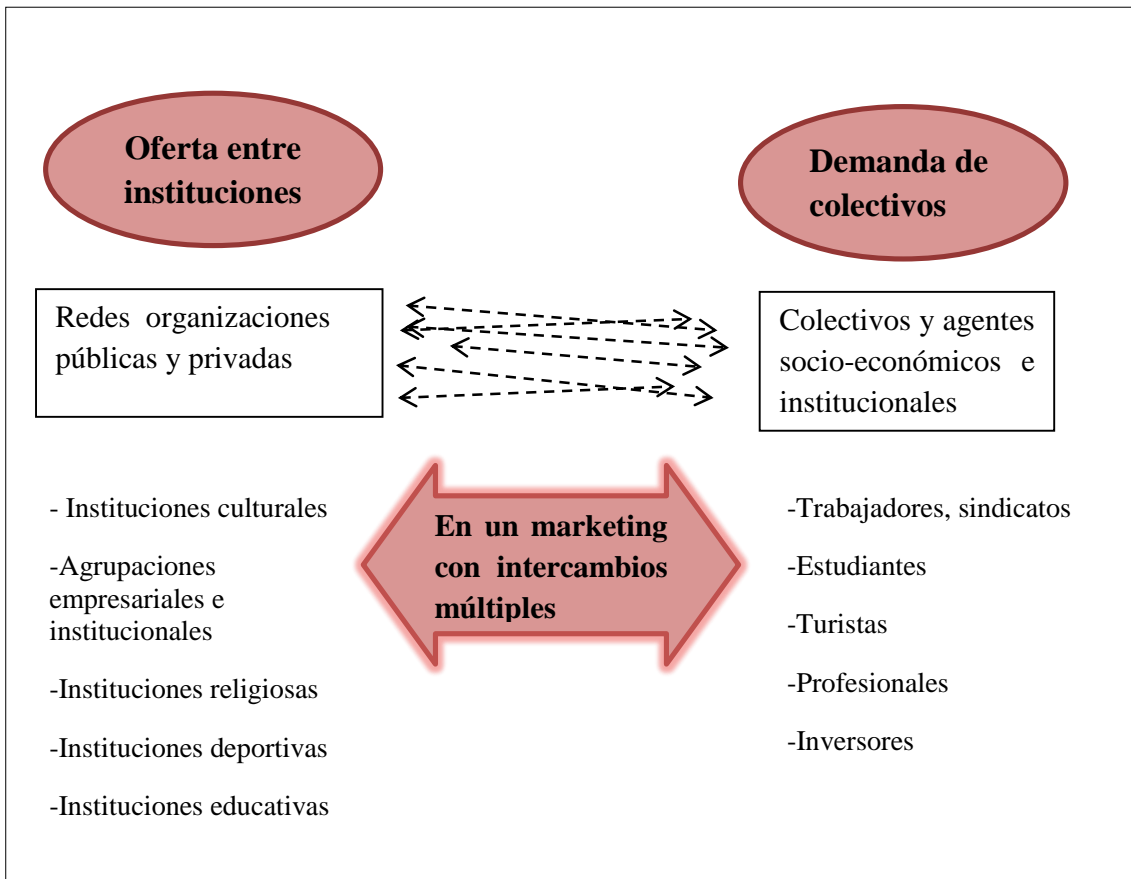 Oferta entre
instituciones
Demanda de
colectivos
Redes organizaciones
públicas y privadas
Colectivos y agentes
socio-económicos e
institucionales
- Instituciones culturales
-Agrupaciones
empresariales e
institucionales
-Instituciones religiosas
-Instituciones deportivas
-Instituciones educativas
En un marketing
con intercambios
múltiples
-Trabajadores, sindicatos
-Estudiantes
-Turistas
-Profesionales
-Inversores